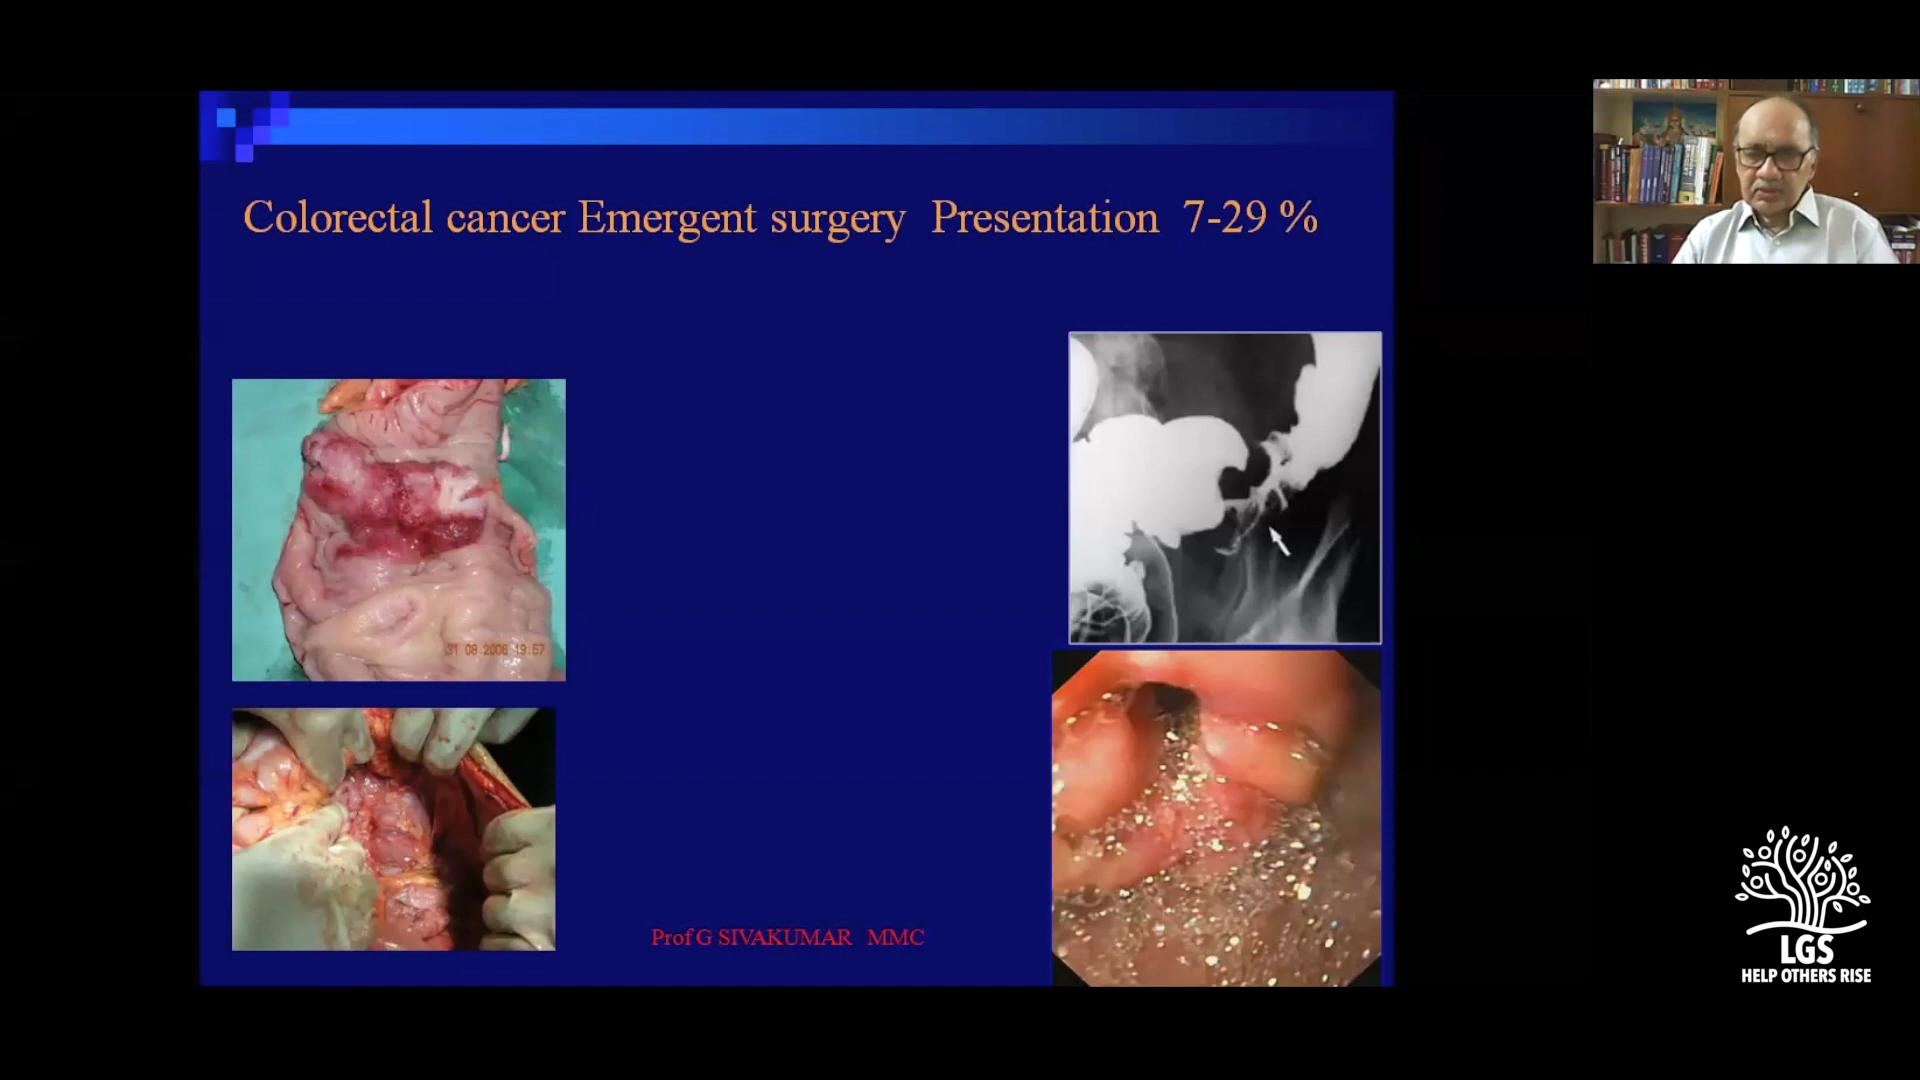 Colorectal cancer Emergent surgery Presentation 7-29 %
31 08 2006 19:57
Prof G SIVAKUMAR MMC
LGS
HELP OTHERS RISE